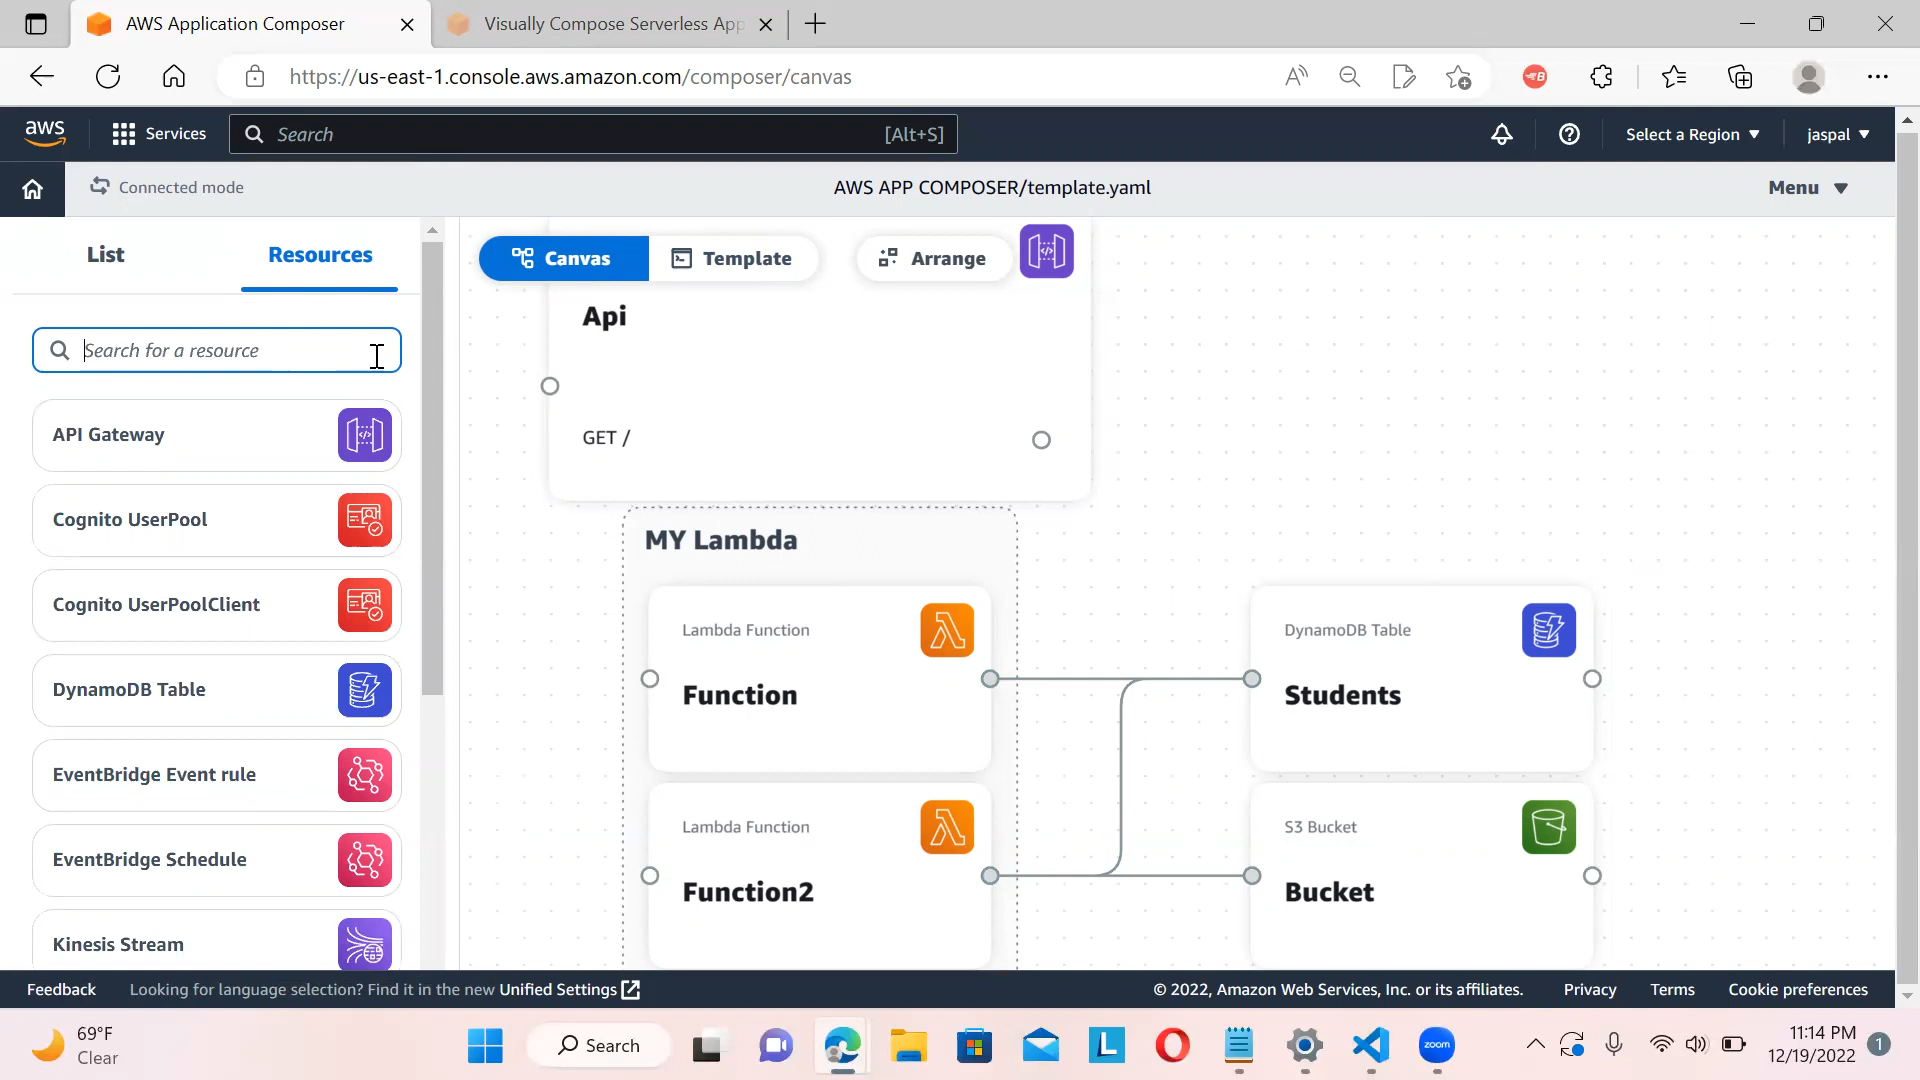 AWS Application Composer
Visually Compose Serverless App
https://us-east-1.console.aws.amazon.com/composer/canvas
aws
Services
Search
[Alt+S]
Select a Region
jaspal
Connected mode
AWS APP COMPOSER/template.yaml
Menu
List
Resources
Canvas
Template
Arrange
Search for a resource
API Gateway
Cognito UserPool
Cognito UserPoolClient
DynamoDB Table
EventBridge Event rule
EventBridge Schedule
Kinesis Stream
Api
GET /
MY Lambda
Lambda Function
Function
DynamoDB Table
Students
Lambda Function
Function2
S3 Bucket
Bucket
Feedback
Looking for language selection? Find it in the new Unified Settings
© 2022, Amazon Web Services, Inc. or its affiliates.
Privacy
Terms
Cookie preferences
69°F
Clear
Search
L
zoom
11:14 PM
12/19/2022
1